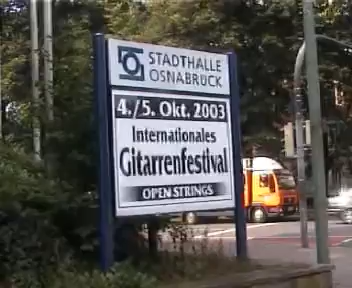 STADTHALLE
OSNABRÜCK
4./5. Okt. 2003
Internationales
Gitarrenfestival
OPEN STRINGS